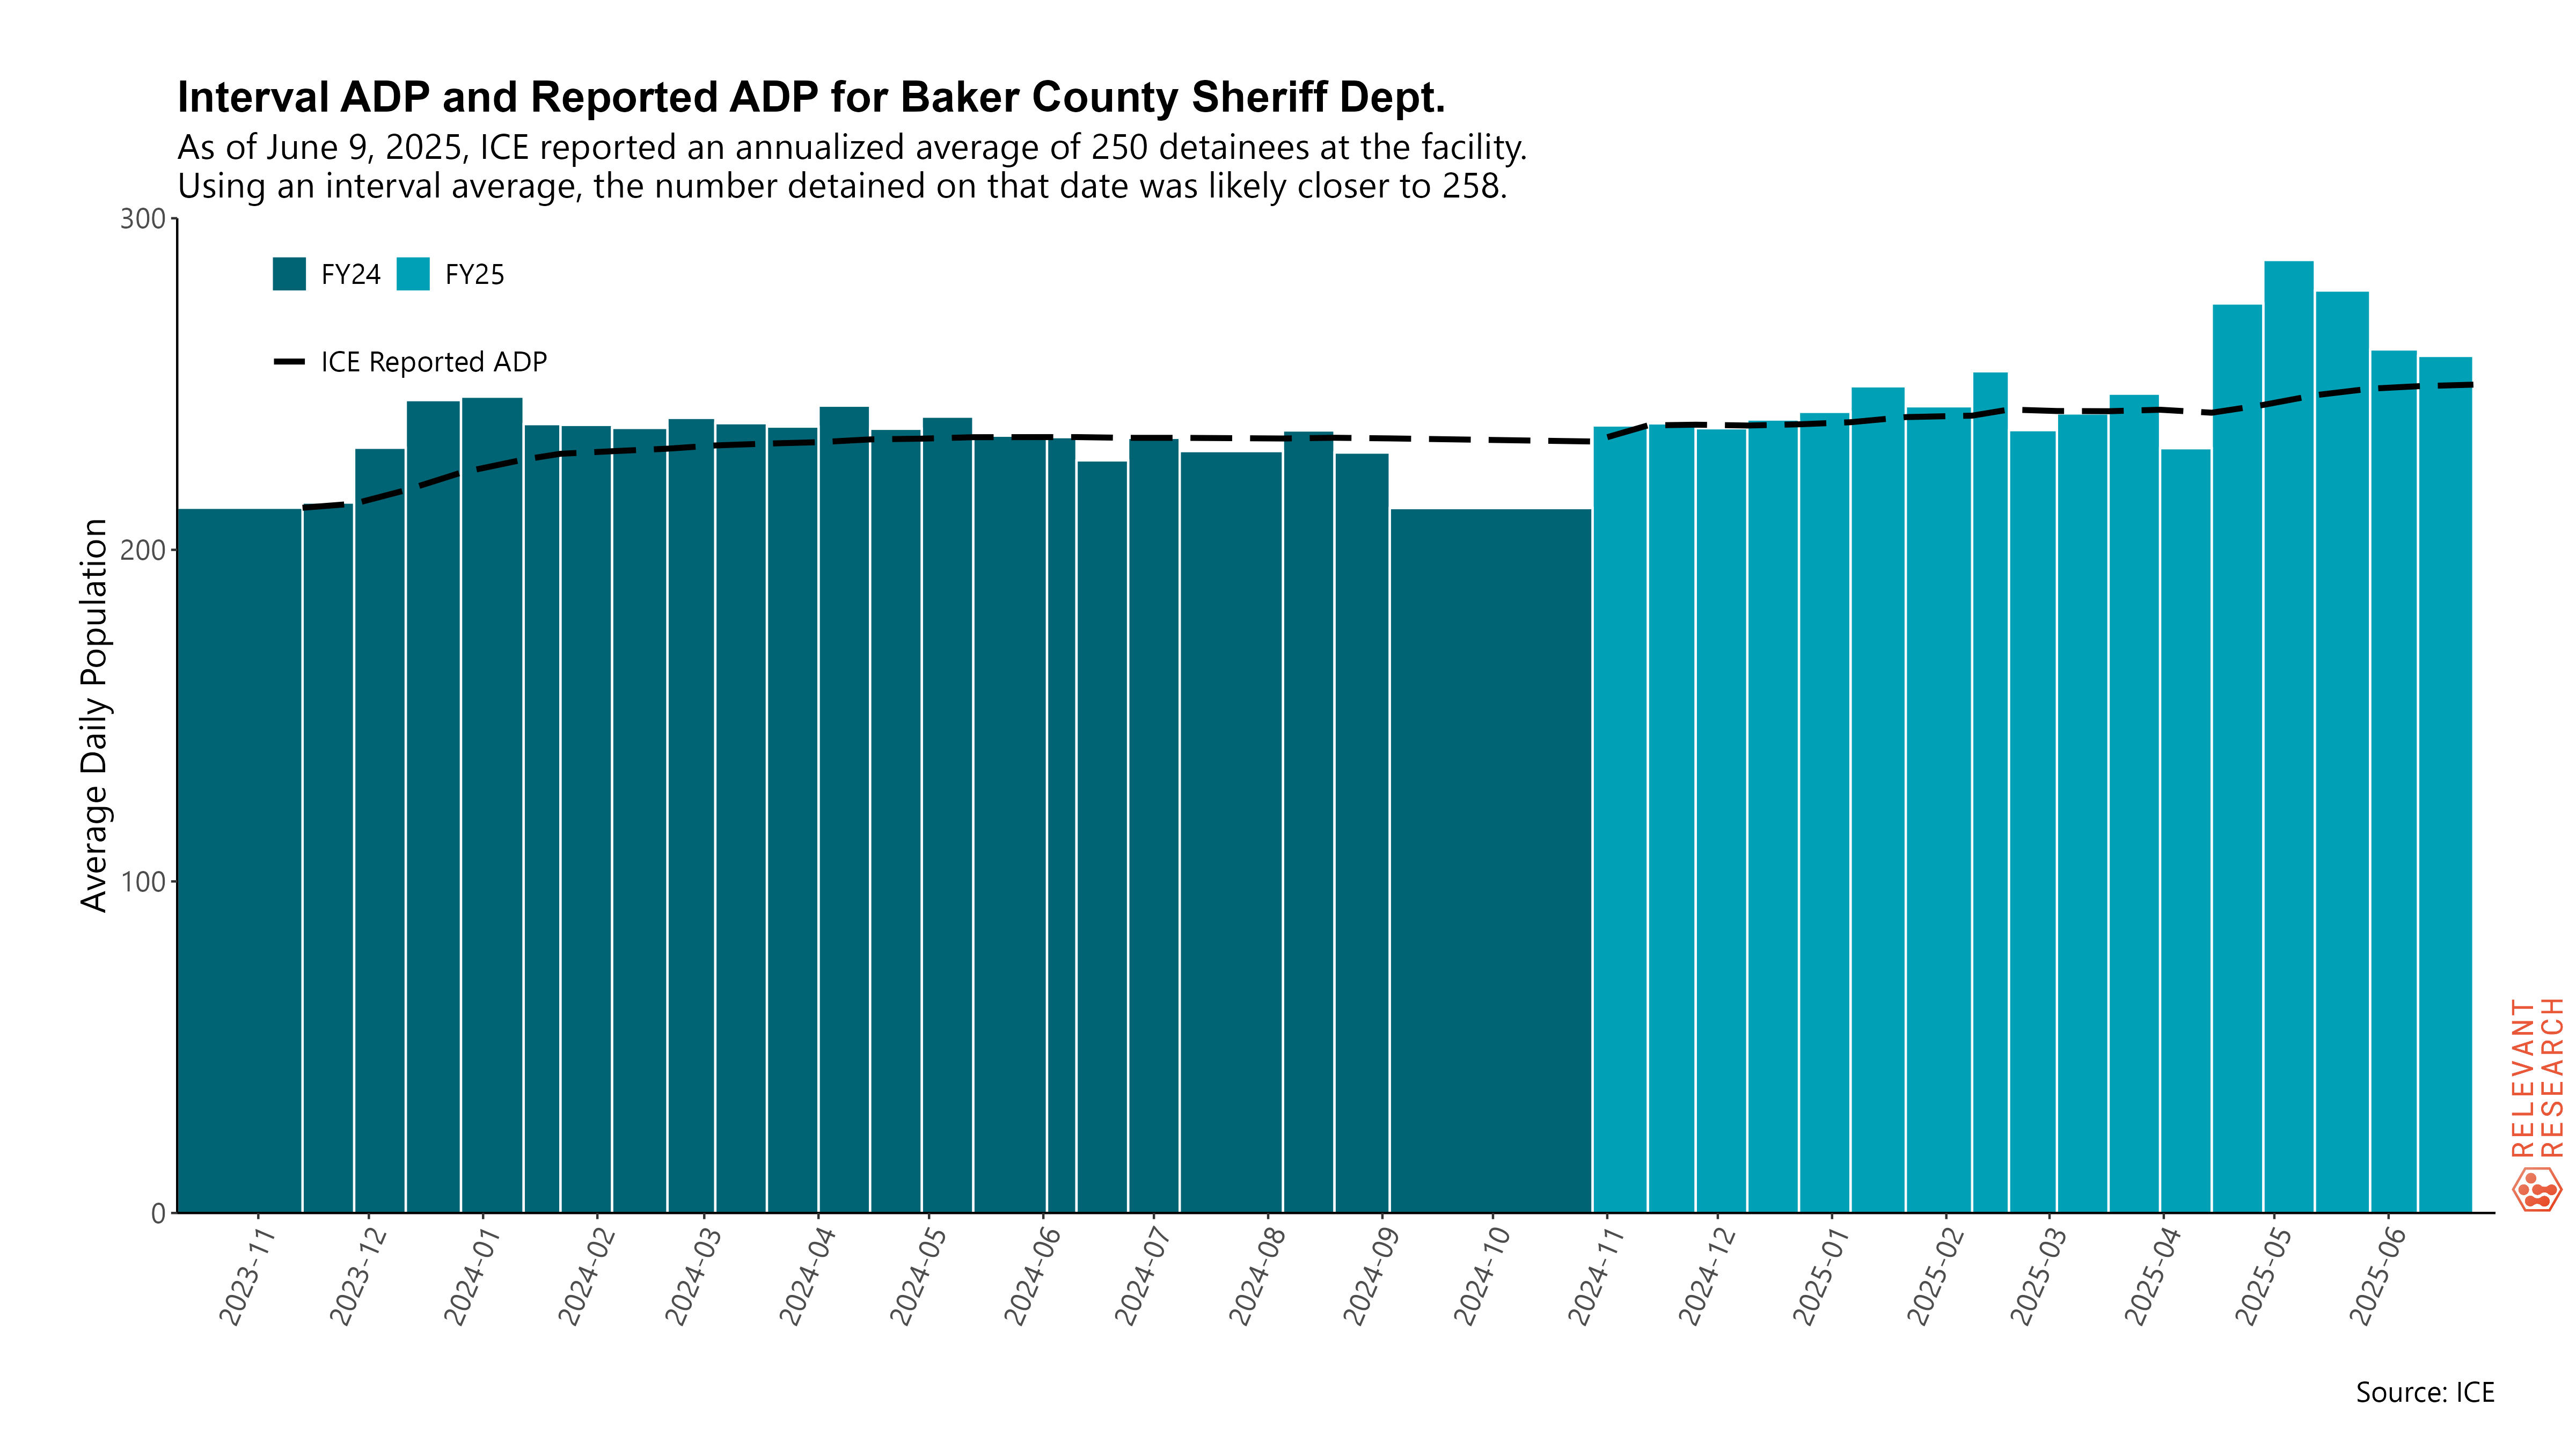 Interval ADP and Reported ADP for Baker County Sheriff Dept.
As of June 9, 2025, ICE reported an annualized average of 250 detainees at the facility.
Using an interval average, the number detained on that date was likely closer to 258.
300
200
100
0
Average Daily Population
FY24
FY25
ICE Reported ADP
2023-11
2023-12
2024-01
2024-02
2024-03
2024-04
2024-05
2024-06
2024-07
2024-08
2024-09
2024-10
2024-11
2024-12
2025-01
2025-02
2025-03
2025-04
2025-05
2025-06
RELEVANT
RESEARCH
Source: ICE